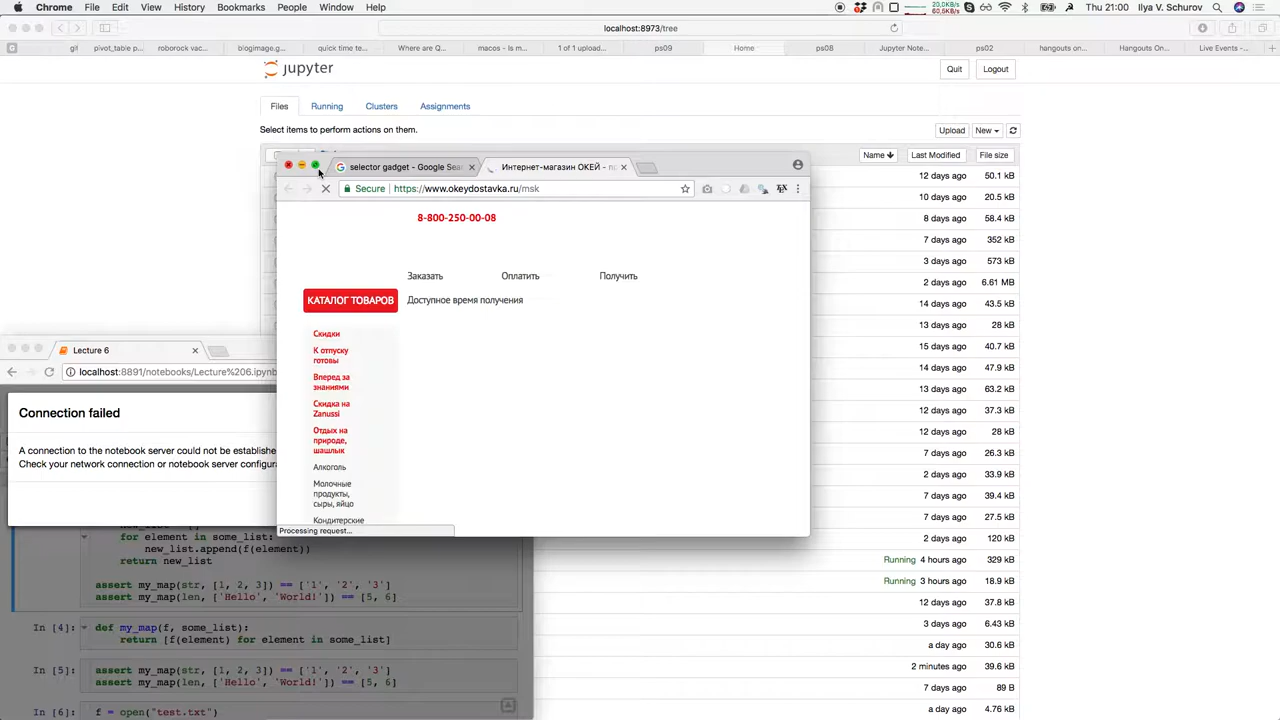 Chrome File Edit View History Bookmarks People Window Help
20,0KB/s
60,5KB/s
Thu 21:00 Ilya V. Schurov
localhost:8973/tree
gif pivot_table p... roborock vac... blogimage.g... quick time te... Where are Q... macos - Is m... 1 of 1 upload... ps09 Home ps08 Jupyter Note... ps02 hangouts on... Hangouts On... Live Events -...
jupyter Quit Logout
Files Running Clusters Assignments
Select items to perform actions on them. Upload New
Name Last Modified File size
selector gadget - Google Sea Интернет-магазин ОКЕЙ - п
Secure https://www.okeydostavka.ru/msk
8-800-250-00-08
Заказать Оплатить Получить
КАТАЛОГ ТОВАРОВ Доступное время получения
Скидки
К отпуску
готовы
Вперед за
знаниями
Скидка на
Zanussi
Отдых на
природе,
шашлык
Алкоголь
Молочные
продукты,
сыры, яйцо
Кондитерские
Processing request...
12 days ago 50.1 kB
10 days ago 20.5 kB
8 days ago 58.4 kB
7 days ago 352 kB
3 days ago 573 kB
2 days ago 6.61 MB
14 days ago 43.5 kB
13 days ago 28 kB
15 days ago 40.7 kB
14 days ago 47.9 kB
13 days ago 63.2 kB
12 days ago 37.3 kB
12 days ago 28 kB
7 days ago 26.3 kB
2 days ago 33.9 kB
7 days ago 39.4 kB
7 days ago 27.5 kB
2 days ago 120 kB
Running 4 hours ago 329 kB
Running 3 hours ago 18.9 kB
12 days ago 37.8 kB
3 days ago 6.43 kB
a day ago 30.6 kB
2 minutes ago 39.6 kB
7 days ago 89 B
a day ago 4.76 kB
Lecture 6
localhost:8891/notebooks/Lecture%206.ipynb
Connection failed
A connection to the notebook server could not be establishe
Check your network connection or notebook server configura
for element in some_list:
new_list.append(f(element))
return new_list
assert my_map(str, [1, 2, 3]) == ['1', '2', '3']
assert my_map(len, ['Hello', 'World!']) == [5, 6]
In [4]: def my_map(f, some_list):
return [f(element) for element in some_list]
In [5]: assert my_map(str, [1, 2, 3]) == ['1', '2', '3']
assert my_map(len, ['Hello', 'World!']) == [5, 6]
In [6]: f = open("test.txt")